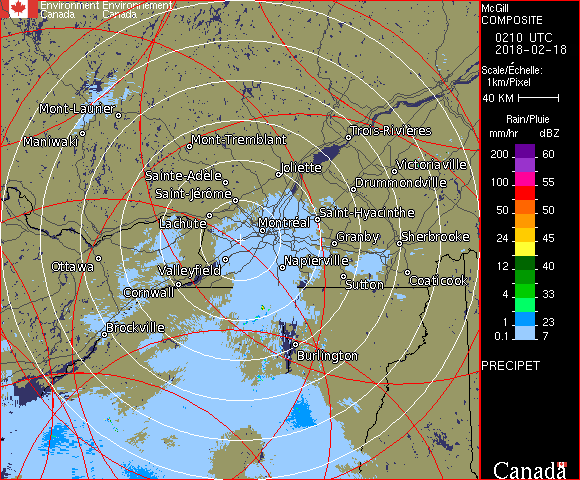 Environment Environnement
Canada Canada
McGill
COMPOSITE
0210 UTC
2018-02-18
Scale/Échelle:
1km/Pixel
40 KM
Rain/Pluie
mm/hr dBZ
200 60
100 55
50 50
24 45
12 40
4 33
1 23
0.1 7
PRECIPET
Canada
Mont-Laurier
Maniwaki
Mont-Tremblant
Trois-Rivières
Sainte-Adèle
Joliette
Victoriaville
Saint-Jérôme
Drummondville
Lachute
Montréal
Saint-Hyacinthe
Granby
Sherbrooke
Ottawa
Valleyfield
Napierville
Cornwall
Sutton
Coaticook
Brockville
Burlington